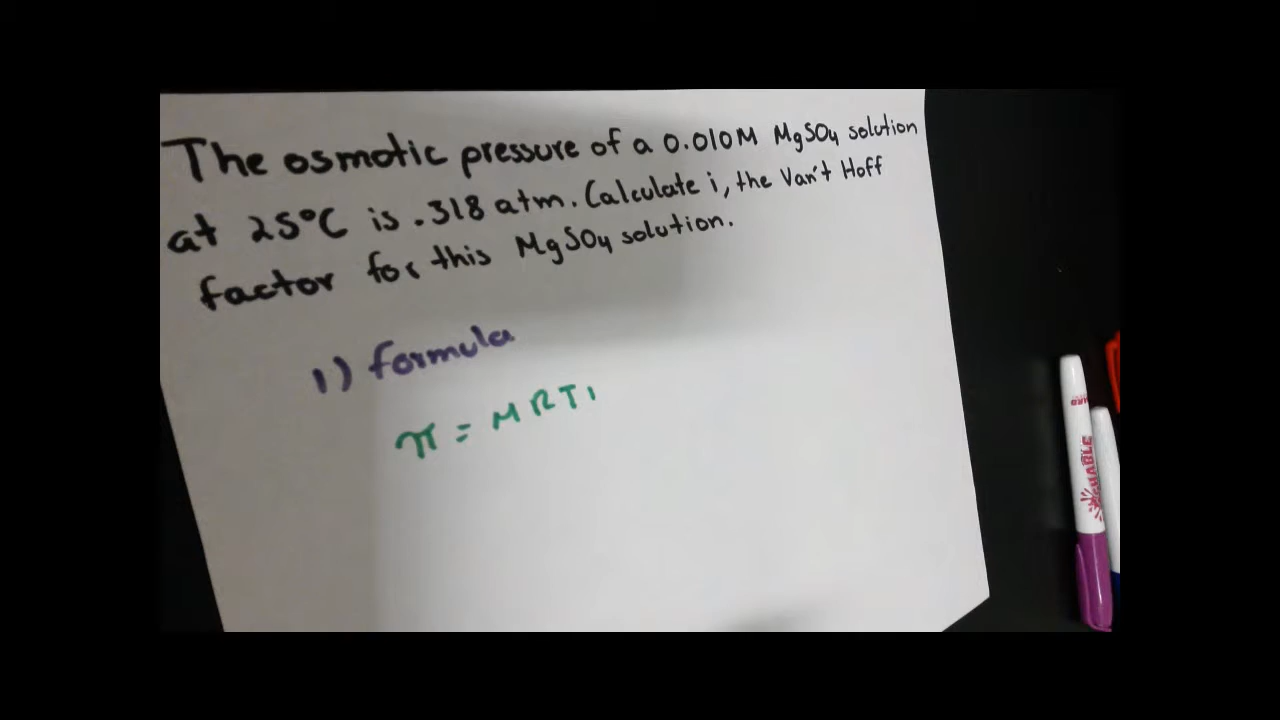 The osmotic pressure of a 0.010M MgSO4 solution
at 25°C is .318 atm. Calculate i, the Van't Hoff
factor for this MgSO4 solution.
1) formula
π = MRTi